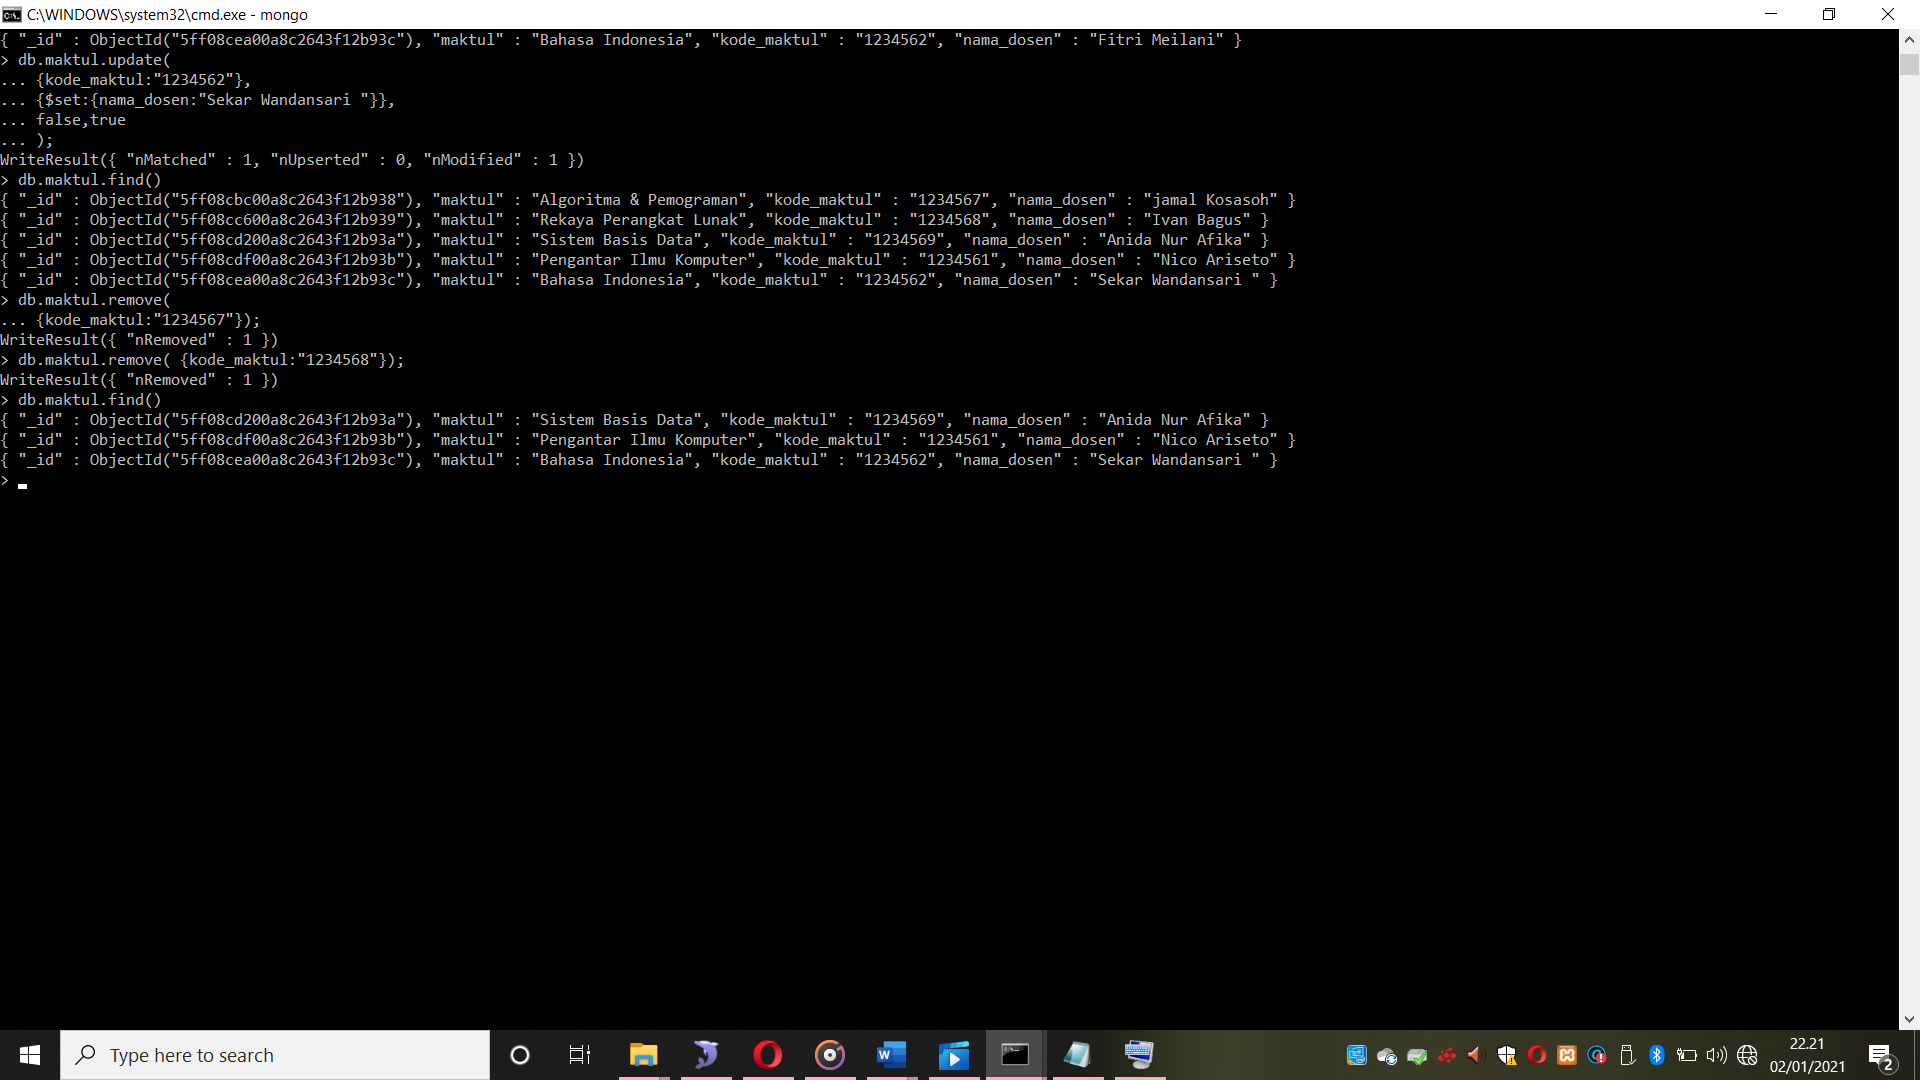 C:\WINDOWS\system32\cmd.exe - mongo
{ "_id" : ObjectId("5ff08cea00a8c2643f12b93c"), "maktul" : "Bahasa Indonesia", "kode_maktul" : "1234562", "nama_dosen" : "Fitri Meilani" }
> db.maktul.update(
... {kode_maktul:"1234562"},
... {$set:{nama_dosen:"Sekar Wandansari "}},
... false,true
... );
WriteResult({ "nMatched" : 1, "nUpserted" : 0, "nModified" : 1 })
> db.maktul.find()
{ "_id" : ObjectId("5ff08cbc00a8c2643f12b938"), "maktul" : "Algoritma & Pemograman", "kode_maktul" : "1234567", "nama_dosen" : "jamal Kosasoh" }
{ "_id" : ObjectId("5ff08cc600a8c2643f12b939"), "maktul" : "Rekaya Perangkat Lunak", "kode_maktul" : "1234568", "nama_dosen" : "Ivan Bagus" }
{ "_id" : ObjectId("5ff08cd200a8c2643f12b93a"), "maktul" : "Sistem Basis Data", "kode_maktul" : "1234569", "nama_dosen" : "Anida Nur Afika" }
{ "_id" : ObjectId("5ff08cdf00a8c2643f12b93b"), "maktul" : "Pengantar Ilmu Komputer", "kode_maktul" : "1234561", "nama_dosen" : "Nico Ariseto" }
{ "_id" : ObjectId("5ff08cea00a8c2643f12b93c"), "maktul" : "Bahasa Indonesia", "kode_maktul" : "1234562", "nama_dosen" : "Sekar Wandansari " }
> db.maktul.remove(
... {kode_maktul:"1234567"});
WriteResult({ "nRemoved" : 1 })
> db.maktul.remove( {kode_maktul:"1234568"});
WriteResult({ "nRemoved" : 1 })
> db.maktul.find()
{ "_id" : ObjectId("5ff08cd200a8c2643f12b93a"), "maktul" : "Sistem Basis Data", "kode_maktul" : "1234569", "nama_dosen" : "Anida Nur Afika" }
{ "_id" : ObjectId("5ff08cdf00a8c2643f12b93b"), "maktul" : "Pengantar Ilmu Komputer", "kode_maktul" : "1234561", "nama_dosen" : "Nico Ariseto" }
{ "_id" : ObjectId("5ff08cea00a8c2643f12b93c"), "maktul" : "Bahasa Indonesia", "kode_maktul" : "1234562", "nama_dosen" : "Sekar Wandansari " }
>
Type here to search
22.21
02/01/2021
2